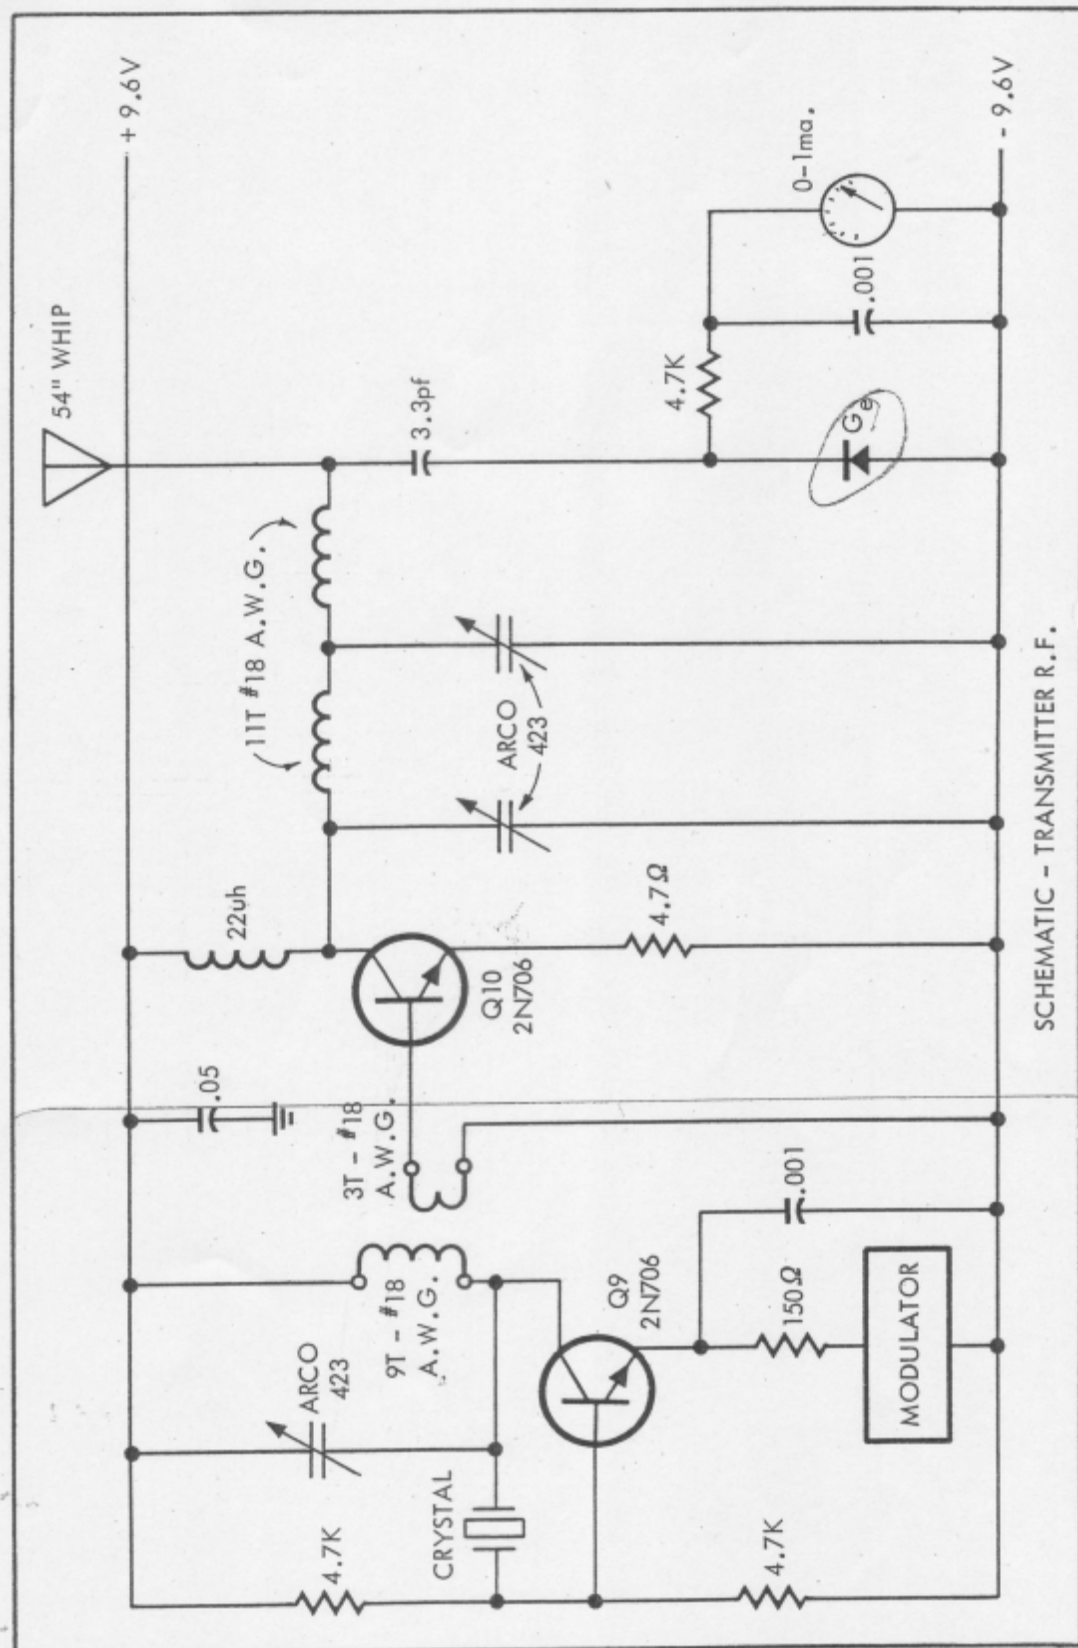 + 9.6V
54" WHIP
22uh
.05
11T #18 A.W.G.
3.3pf
4.7K
0-1ma.
ARCO
423
9T - #18
A.W.G.
3T - #18
A.W.G.
4.7K
CRYSTAL
Q10
2N706
ARCO
423
Ge
.001
4.7Ω
Q9
2N706
.001
150Ω
4.7K
MODULATOR
- 9.6V
SCHEMATIC - TRANSMITTER R.F.